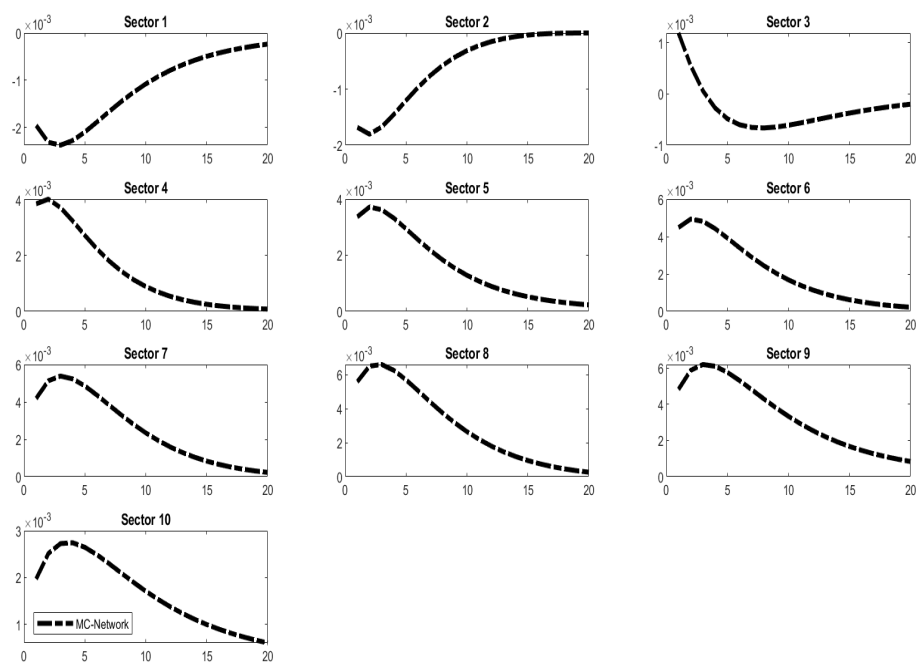 ×10⁻³ Sector 1
0
-1
-2
0 5 10 15 20
×10⁻³ Sector 2
0
-1
-2
0 5 10 15 20
×10⁻³ Sector 3
1
0
-1
0 5 10 15 20
×10⁻³ Sector 4
4
2
0
0 5 10 15 20
×10⁻³ Sector 5
4
2
0
0 5 10 15 20
×10⁻³ Sector 6
6
4
2
0
0 5 10 15 20
×10⁻³ Sector 7
6
4
2
0
0 5 10 15 20
×10⁻³ Sector 8
6
4
2
0
0 5 10 15 20
×10⁻³ Sector 9
6
4
2
0
0 5 10 15 20
×10⁻³ Sector 10
3
2
1
MC-Network
0 5 10 15 20